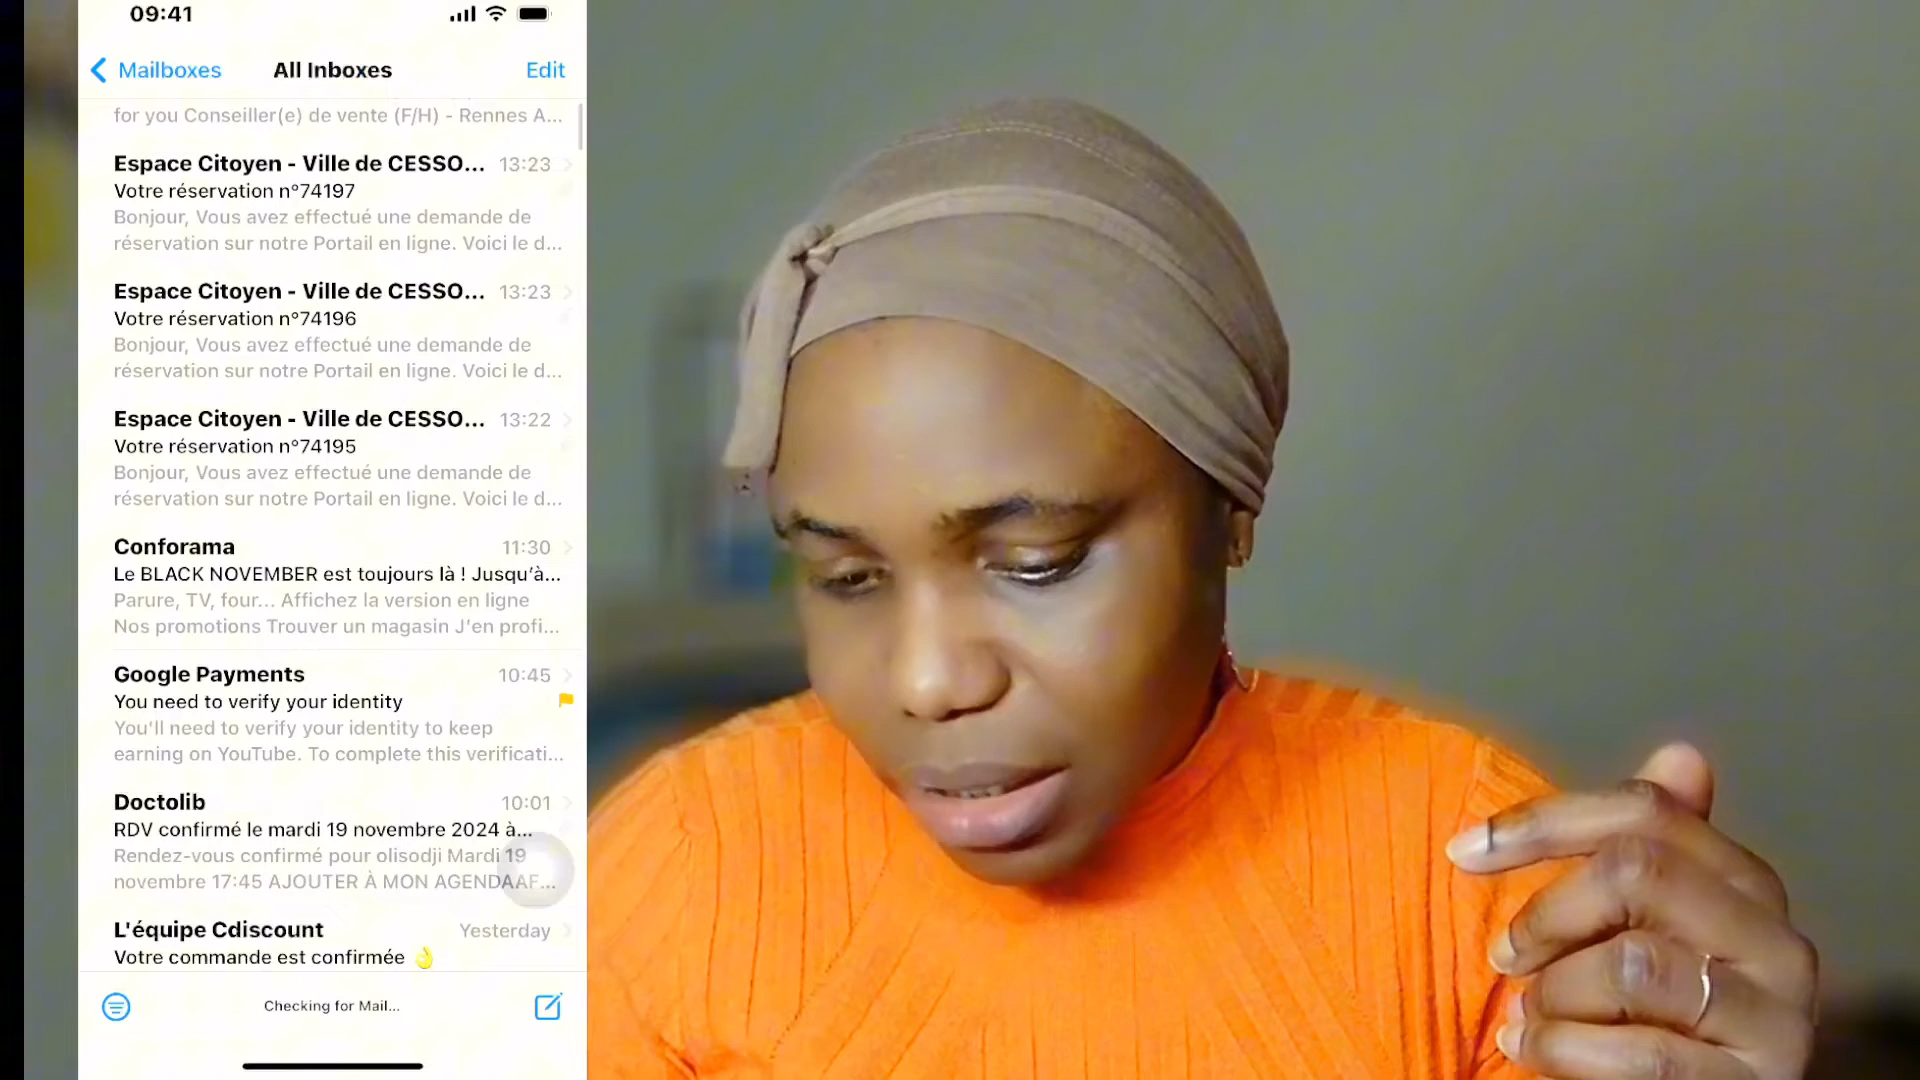 09:41
Mailboxes
All Inboxes
Edit
for you Conseiller(e) de vente (F/H) - Rennes A...
Espace Citoyen - Ville de CESSO... 13:23
Votre réservation n°74197
Bonjour, Vous avez effectué une demande de
réservation sur notre Portail en ligne. Voici le d...
Espace Citoyen - Ville de CESSO... 13:23
Votre réservation n°74196
Bonjour, Vous avez effectué une demande de
réservation sur notre Portail en ligne. Voici le d...
Espace Citoyen - Ville de CESSO... 13:22
Votre réservation n°74195
Bonjour, Vous avez effectué une demande de
réservation sur notre Portail en ligne. Voici le d...
Conforama 11:30
Le BLACK NOVEMBER est toujours là ! Jusqu'à...
Parure, TV, four... Affichez la version en ligne
Nos promotions Trouver un magasin J'en profi...
Google Payments 10:45
You need to verify your identity
You'll need to verify your identity to keep
earning on YouTube. To complete this verificati...
Doctolib 10:01
RDV confirmé le mardi 19 novembre 2024 à...
Rendez-vous confirmé pour olisodji Mardi 19
novembre 17:45 AJOUTER À MON AGENDAAF...
L'équipe Cdiscount Yesterday
Votre commande est confirmée 👌
Checking for Mail...